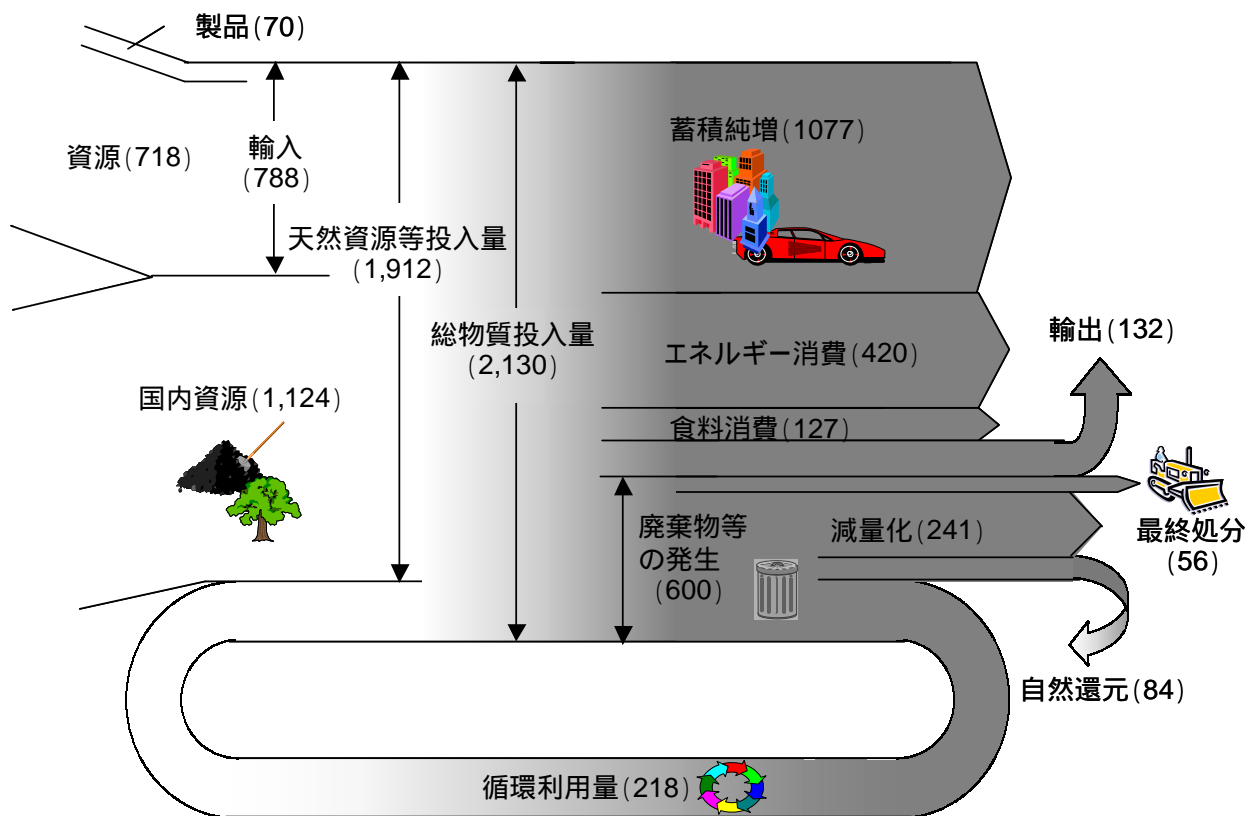 製品(70)
資源(718)
輸入
(788)
天然資源等投入量
(1,912)
総物質投入量
(2,130)
国内資源(1,124)
蓄積純増(1077)
エネルギー消費(420)
食料消費(127)
輸出(132)
廃棄物等
の発生
(600)
減量化(241)
最終処分
(56)
自然還元(84)
循環利用量(218)